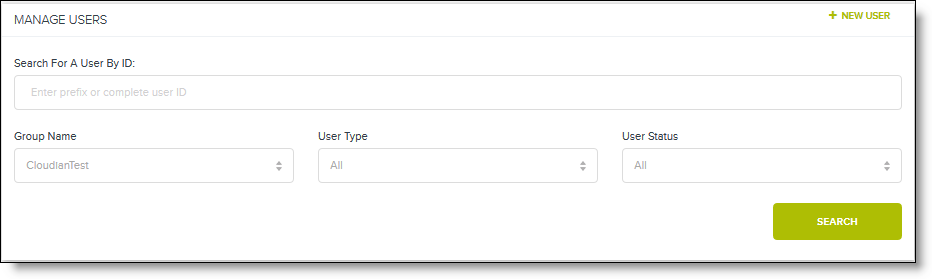 MANAGE USERS
+ NEW USER
Search For A User By ID:
Enter prefix or complete user ID
Group Name
User Type
User Status
CloudianTest
All
All
SEARCH